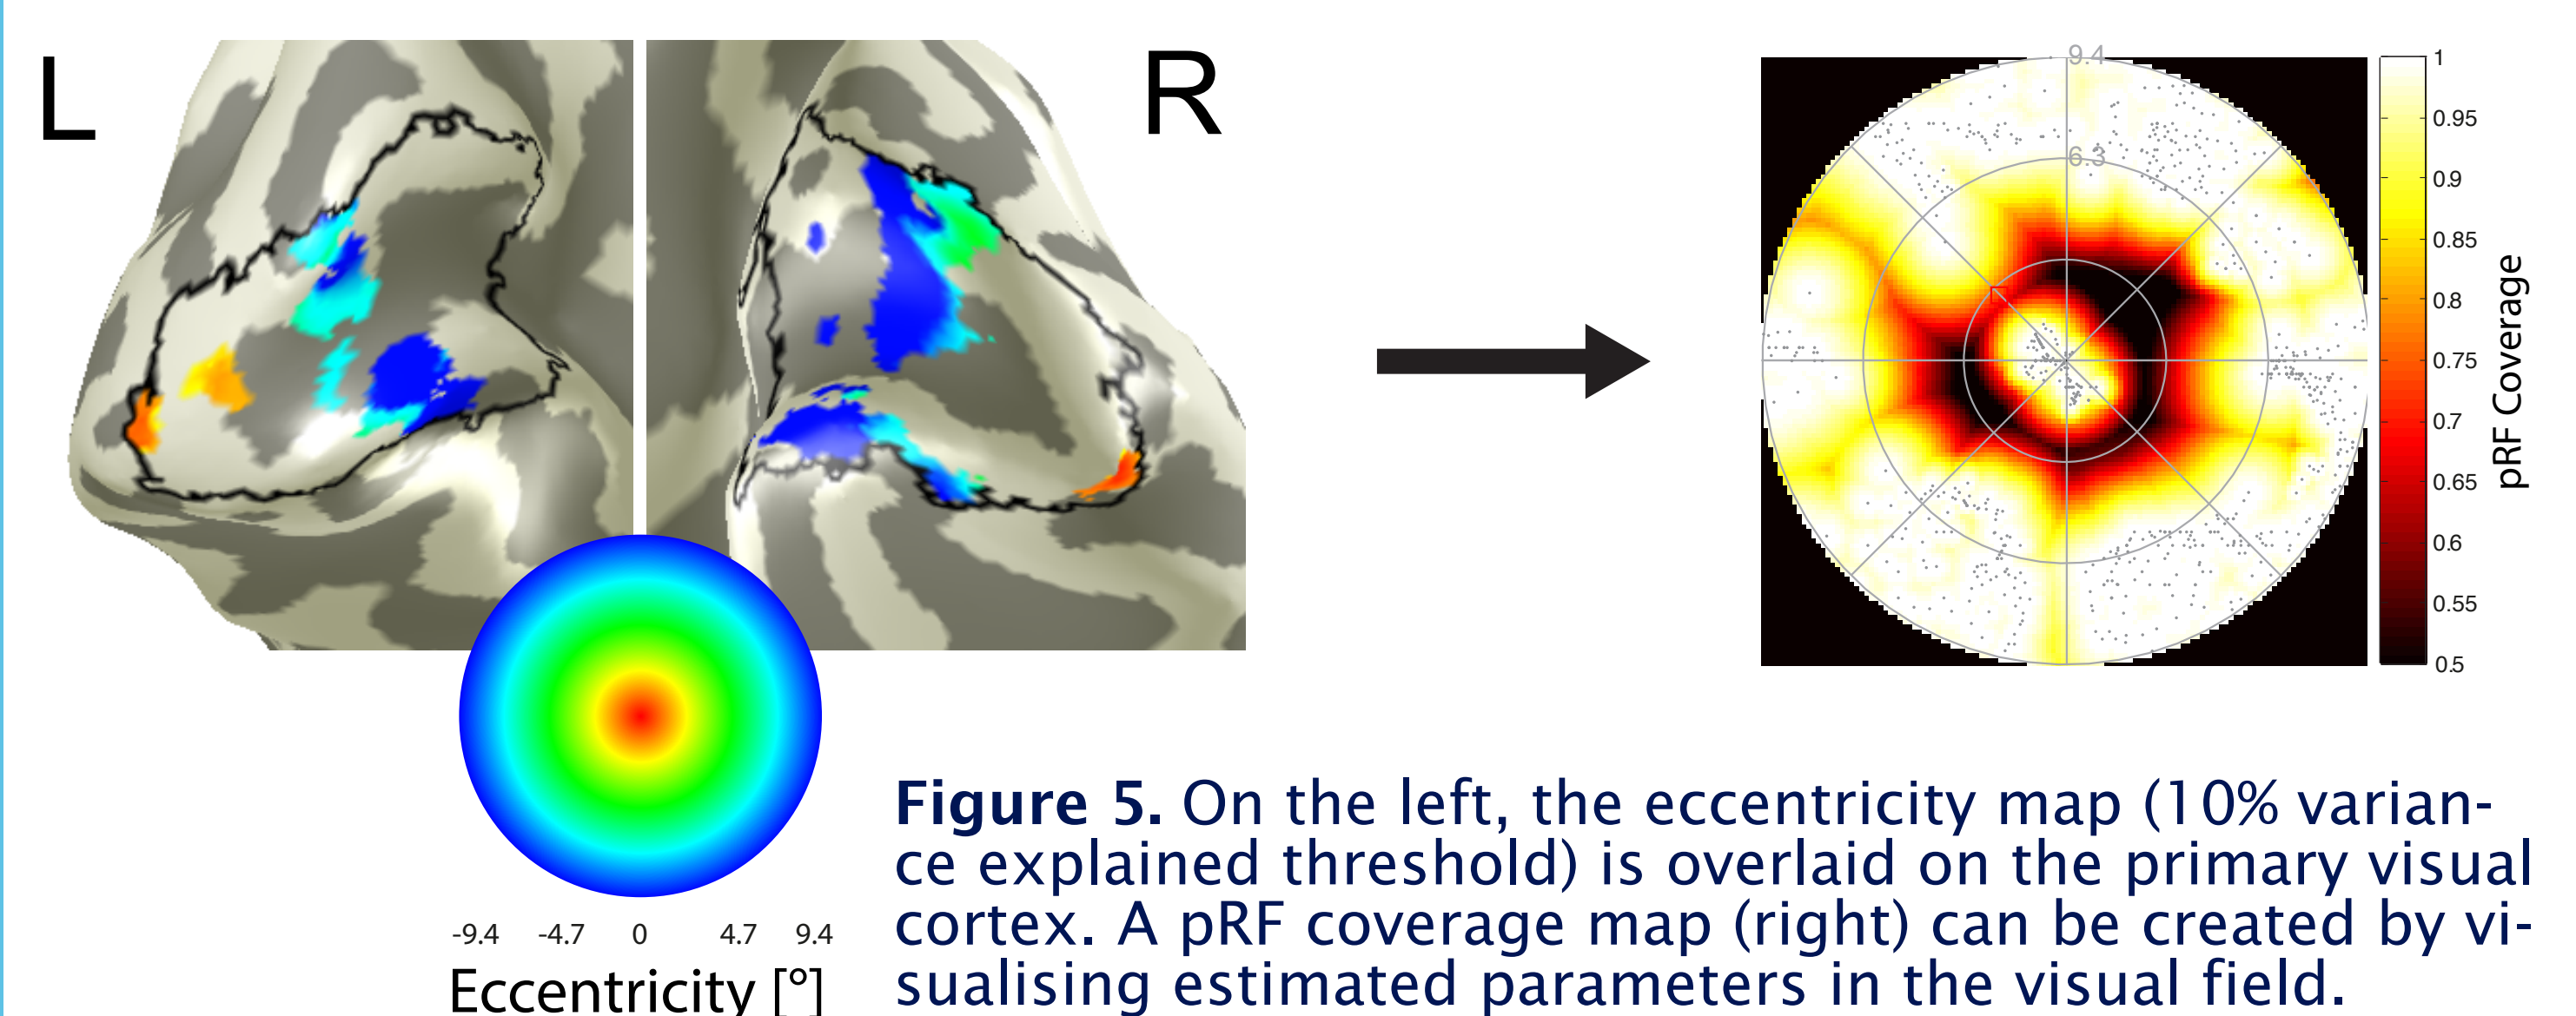 L
R
9.4
6.3
1
0.95
0.9
0.85
0.8
0.75
0.7
0.65
0.6
0.55
0.5
pRF Coverage
-9.4 -4.7 0 4.7 9.4
Eccentricity [°]
Figure 5. On the left, the eccentricity map (10% varian-
ce explained threshold) is overlaid on the primary visual
cortex. A pRF coverage map (right) can be created by vi-
sualising estimated parameters in the visual field.